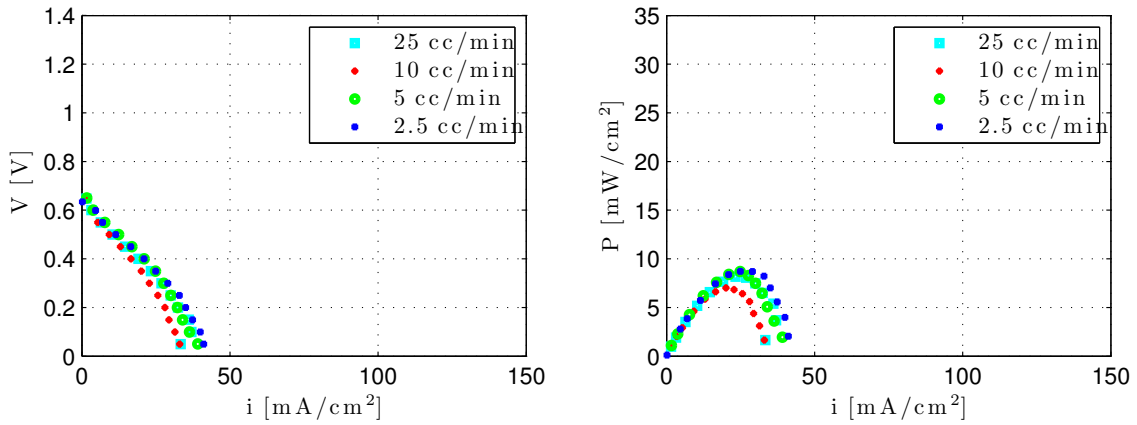 1.4
1.2
1
0.8
0.6
0.4
0.2
0
V [V]
0 50 100 150
i [mA/cm²]
25 cc/min
10 cc/min
5 cc/min
2.5 cc/min
35
30
25
20
15
10
5
0
P [mW/cm²]
0 50 100 150
i [mA/cm²]
25 cc/min
10 cc/min
5 cc/min
2.5 cc/min